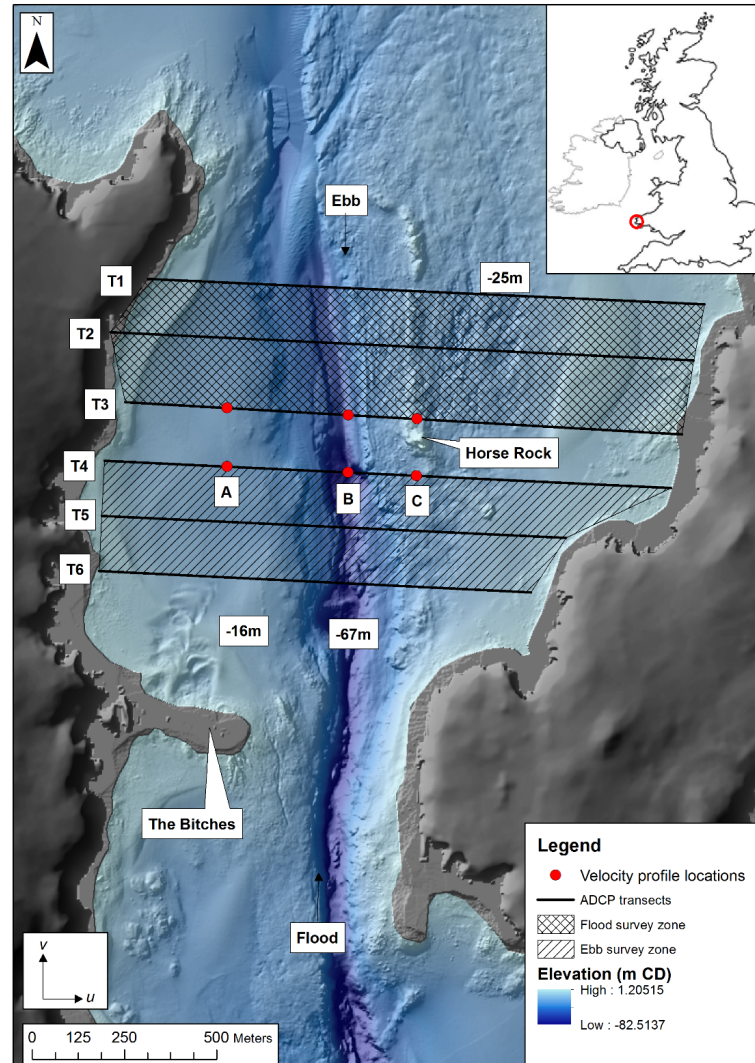 N
Ebb
-25m
T1
T2
T3
Horse Rock
T4
A
B
C
T5
T6
-16m
-67m
The Bitches
Flood
v
u
0 125 250 500 Meters
Legend
Velocity profile locations
ADCP transects
Flood survey zone
Ebb survey zone
Elevation (m CD)
High : 1.20515
Low : -82.5137